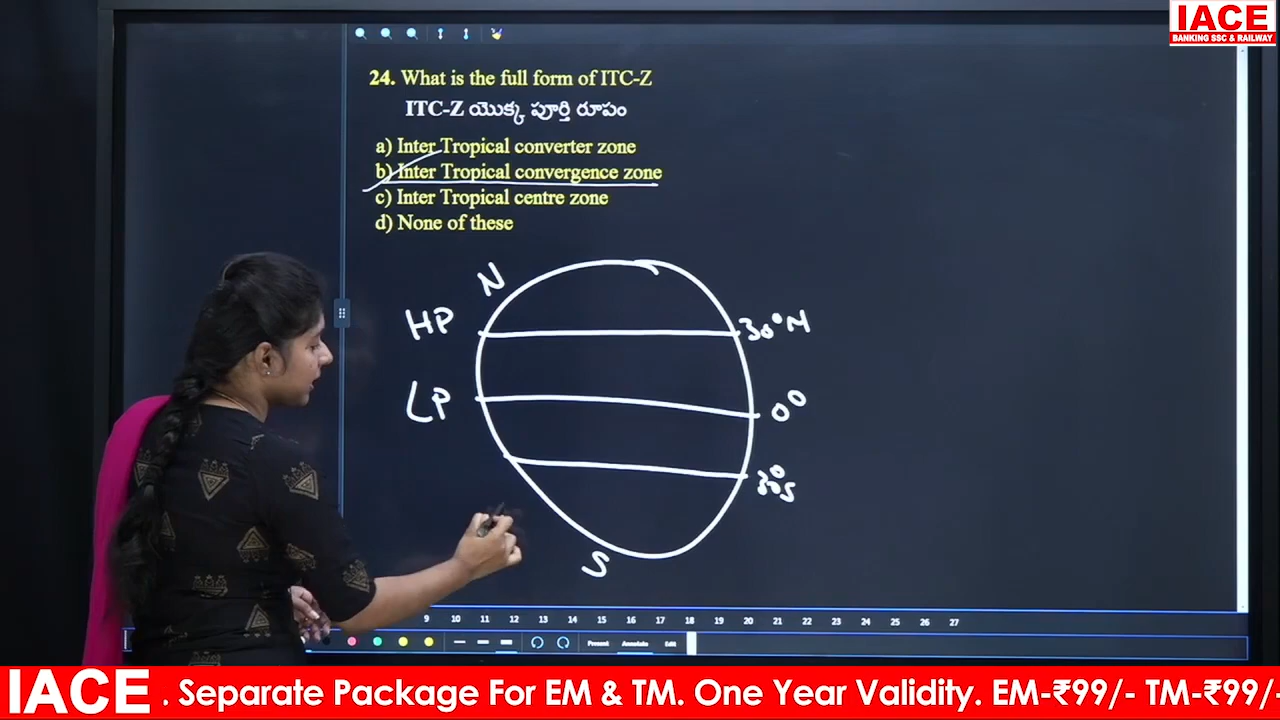 IACE
BANKING SSC & RAILWAY
24. What is the full form of ITC-Z
ITC-Z యొక్క పూర్తి రూపం
a) Inter Tropical converter zone
b) Inter Tropical convergence zone
c) Inter Tropical centre zone
d) None of these
N
HP 30° N
LP 0°
30° S
S
9 10 11 12 13 14 15 16 17 18 19 20 21 22 23 24 25 26 27
Present Annotate Edit
IACE . Separate Package For EM & TM. One Year Validity. EM-₹99/- TM-₹99/-